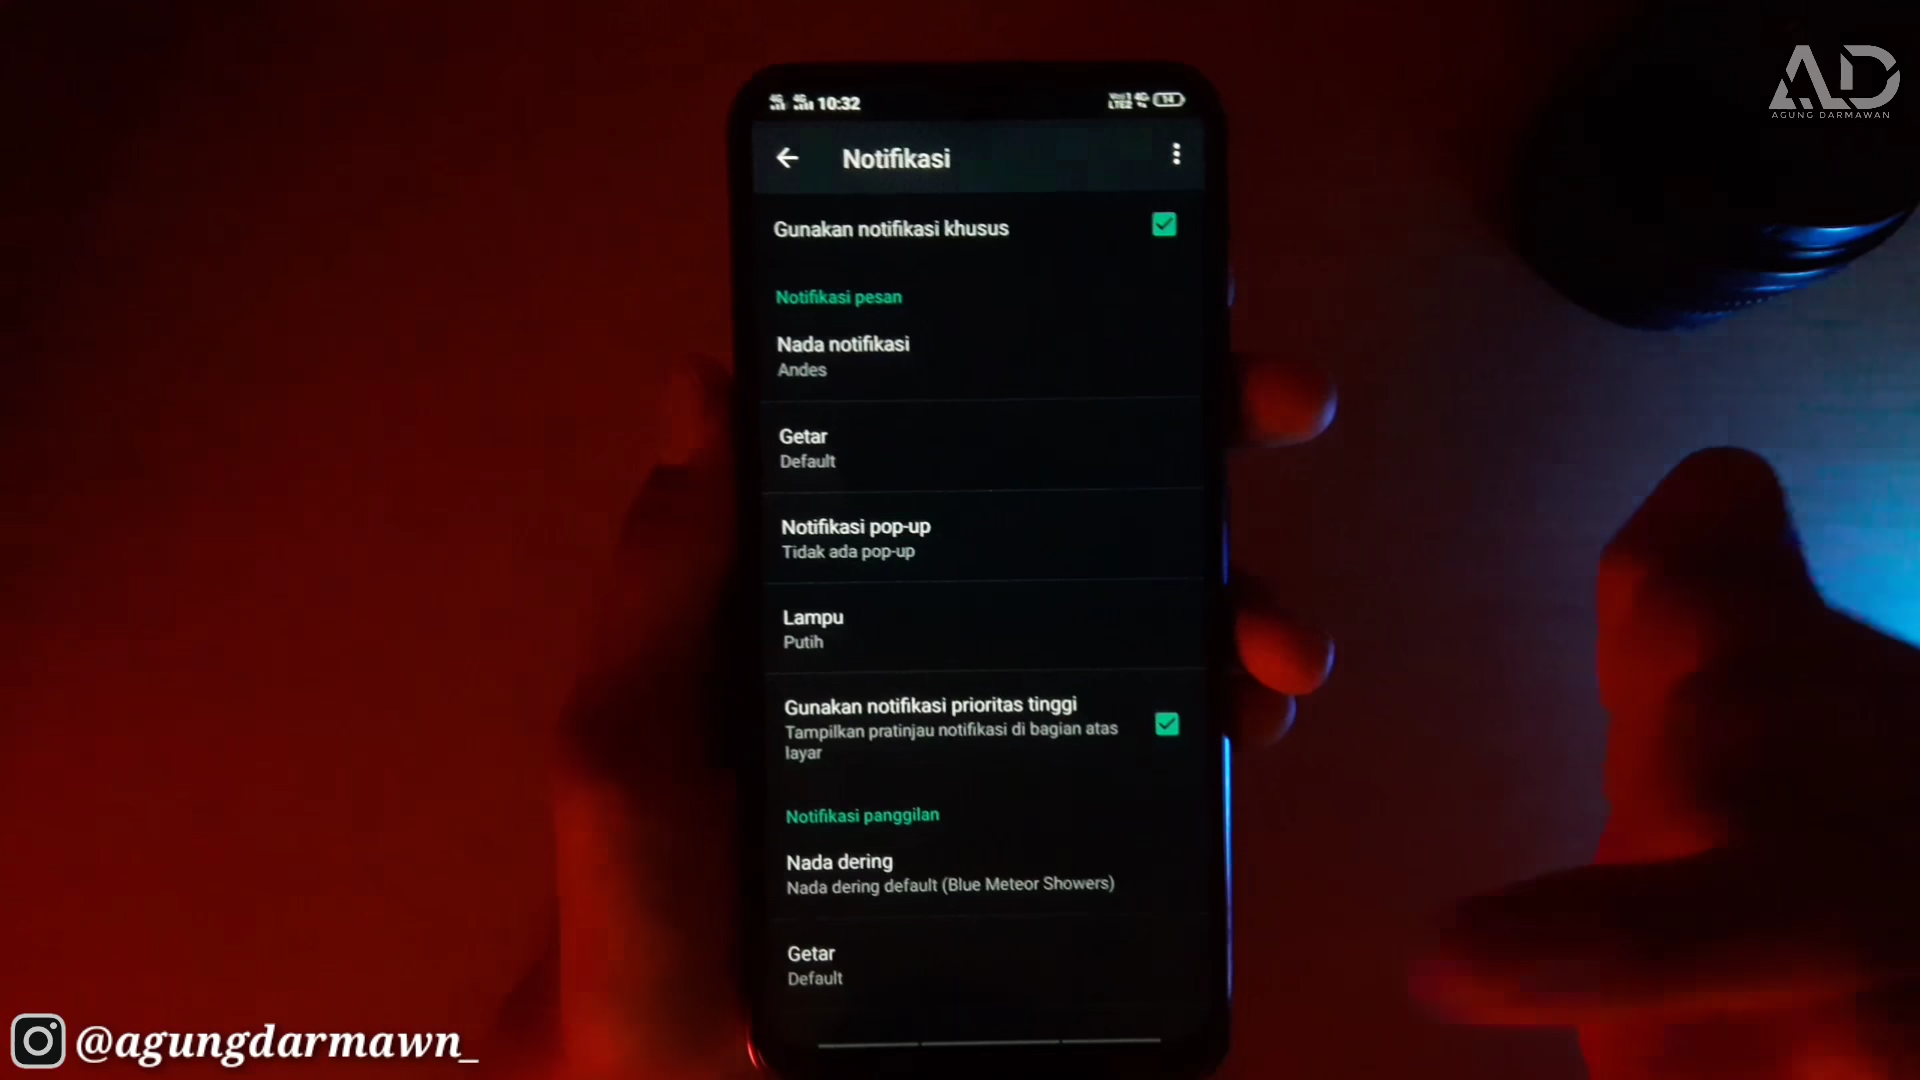 AD
AGUNG DARMAWAN
10:32
14
Notifikasi
Gunakan notifikasi khusus
Notifikasi pesan
Nada notifikasi
Andes
Getar
Default
Notifikasi pop-up
Tidak ada pop-up
Lampu
Putih
Gunakan notifikasi prioritas tinggi
Tampilkan pratinjau notifikasi di bagian atas
layar
Notifikasi panggilan
Nada dering
Nada dering default (Blue Meteor Showers)
Getar
Default
@agungdarmawn_